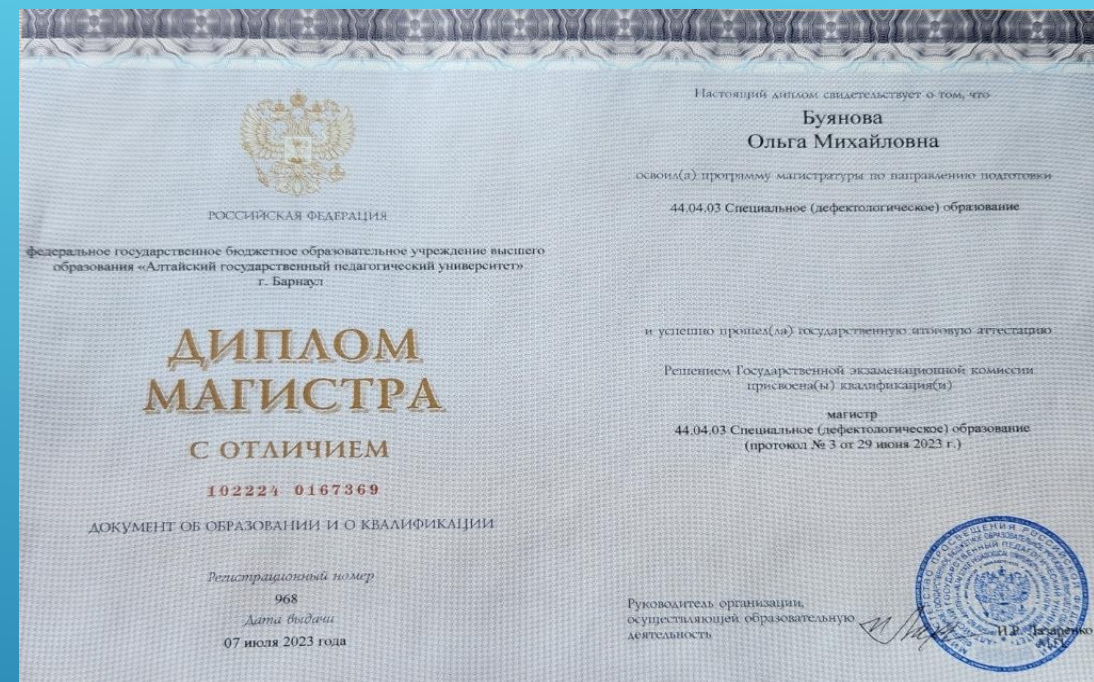 РОССИЙСКАЯ ФЕДЕРАЦИЯ
федеральное государственное бюджетное образовательное учреждение высшего
образования «Алтайский государственный педагогический университет»
г. Барнаул
ДИПЛОМ
МАГИСТРА
С ОТЛИЧИЕМ
102224 0167369
ДОКУМЕНТ ОБ ОБРАЗОВАНИИ И О КВАЛИФИКАЦИИ
Регистрационный номер
968
Дата выдачи
07 июля 2023 года
Настоящий диплом свидетельствует о том, что
Буянова
Ольга Михайловна
освоил(а) программу магистратуры по направлению подготовки
44.04.03 Специальное (дефектологическое) образование
и успешно прошел(ла) государственную итоговую аттестацию
Решением Государственной экзаменационной комиссии
присвоена(ы) квалификация(и)
магистр
44.04.03 Специальное (дефектологическое) образование
(протокол № 3 от 29 июня 2023 г.)
Руководитель организации,
осуществляющей образовательную
деятельность
И.Р. Лазаренко
М.П.